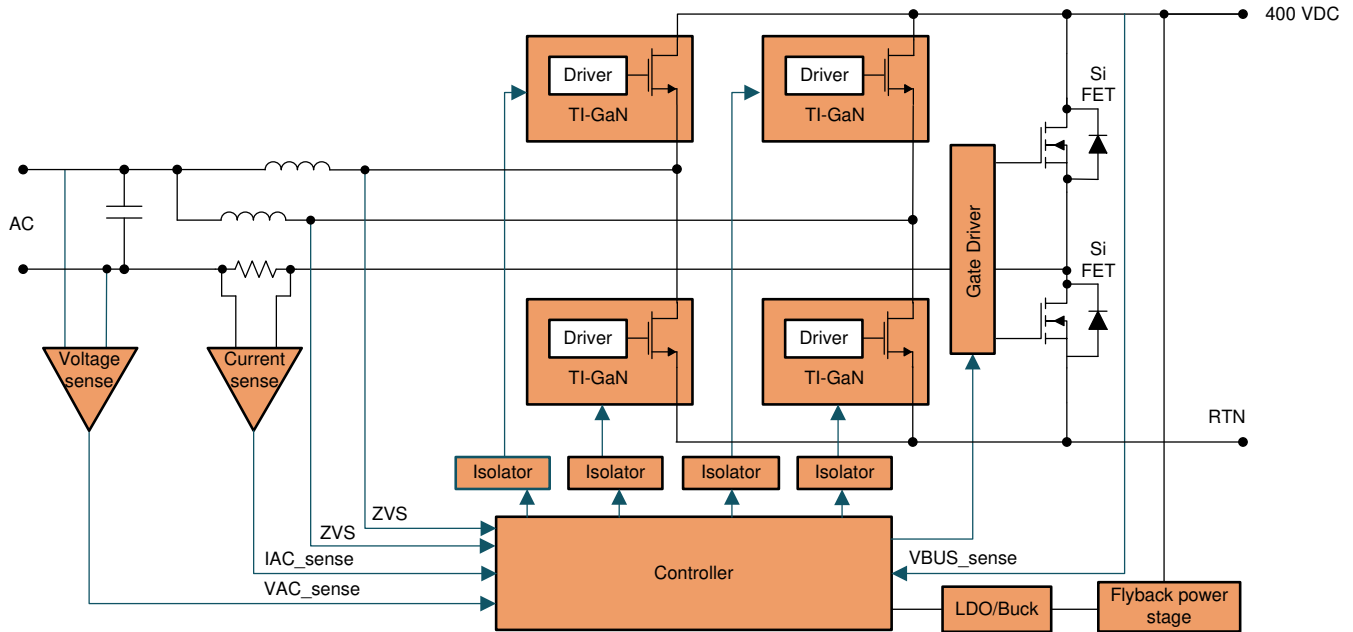 400 VDC
Driver
TI-GaN
Driver
TI-GaN
Si
FET
AC
Gate Driver
Si
FET
Driver
TI-GaN
Driver
TI-GaN
Voltage
sense
Current
sense
RTN
Isolator
Isolator
Isolator
Isolator
ZVS
ZVS
IAC_sense
VAC_sense
Controller
VBUS_sense
LDO/Buck
Flyback power
stage